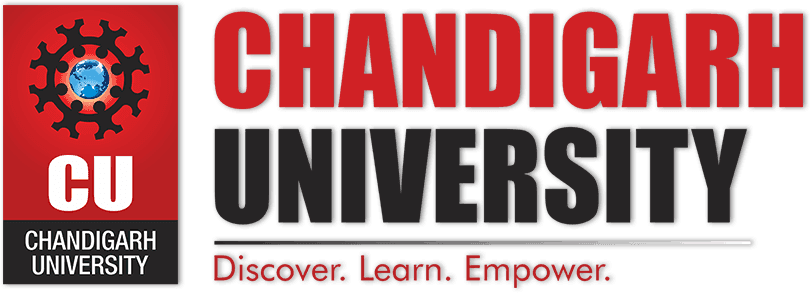 CU
CHANDIGARH
UNIVERSITY
CHANDIGARH
UNIVERSITY
Discover. Learn. Empower.